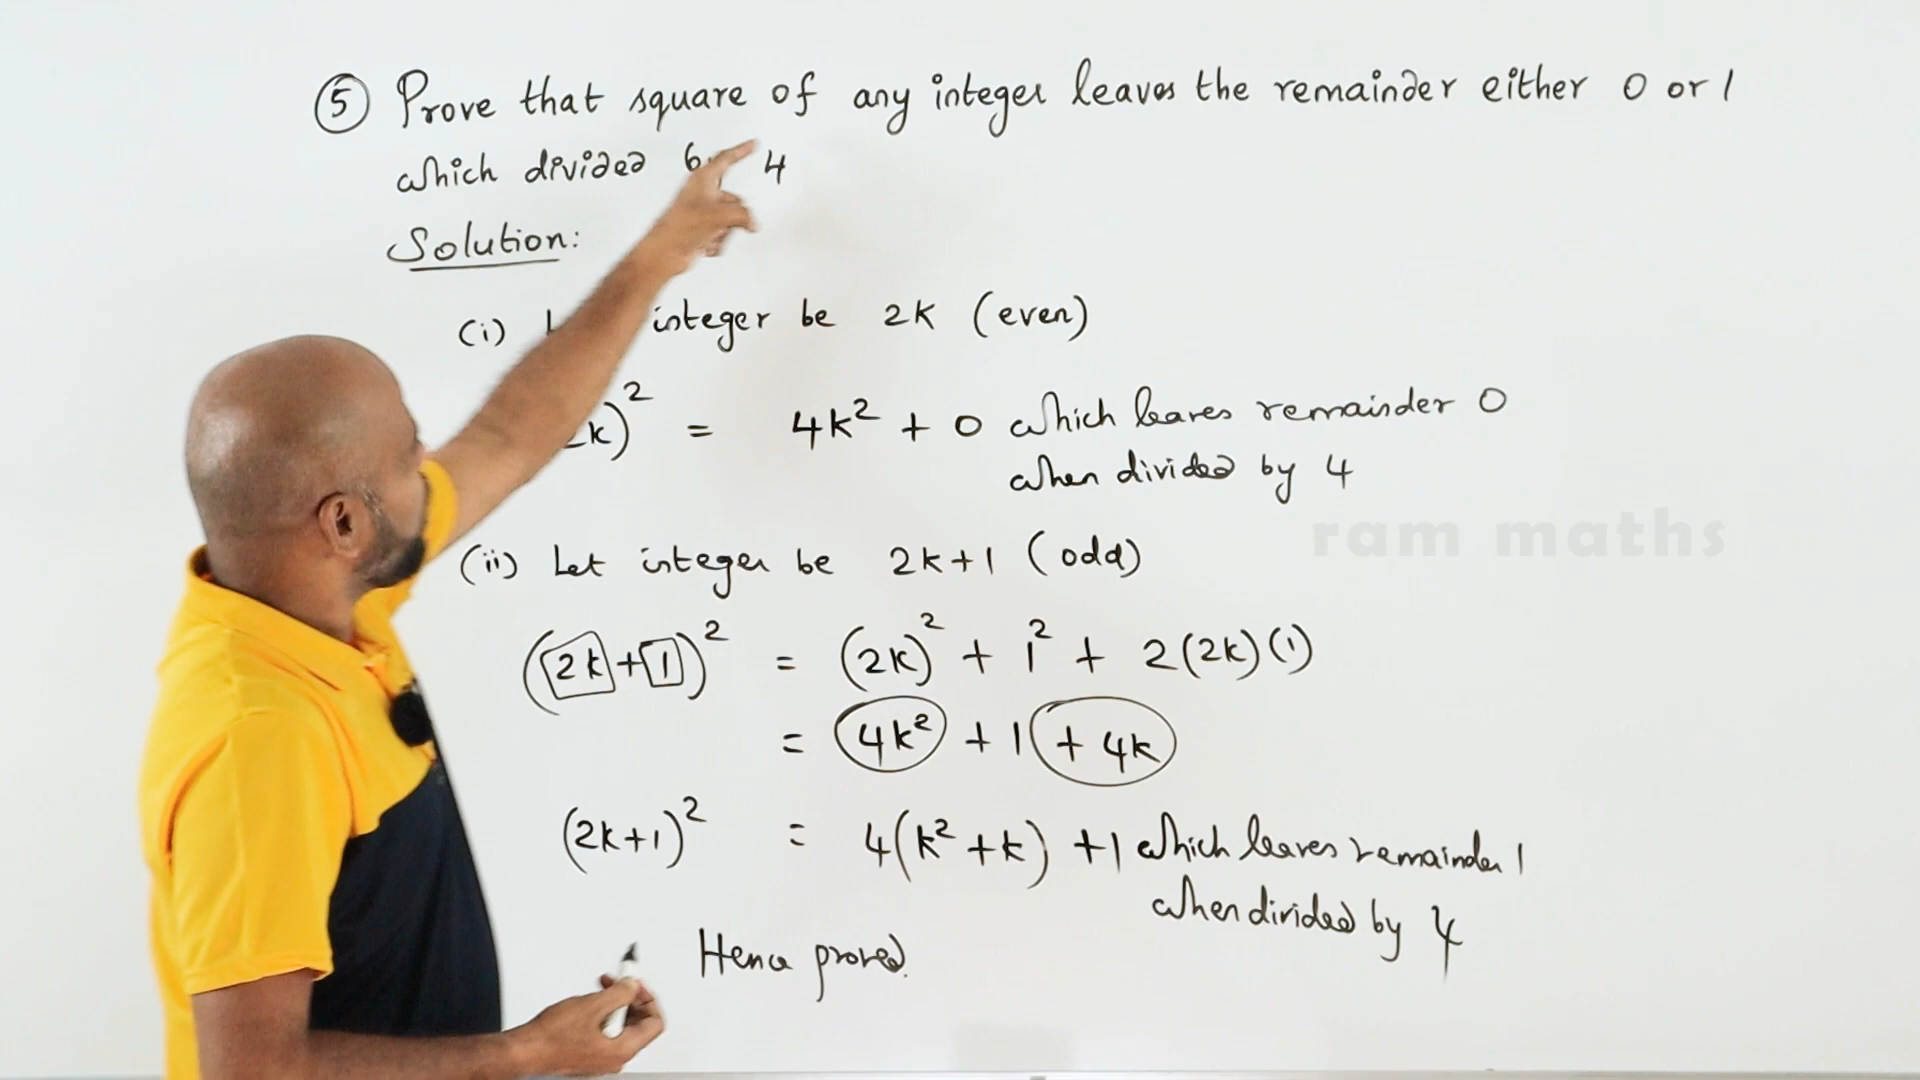 5 Prove that square of any integer leaves the remainder either 0 or 1
which divided 4
Solution:
(i) integer be 2k (even)
k)² = 4k² + 0 which leaves remainder 0
when divided by 4
ram maths
(ii) Let integer be 2k+1 (odd)
(2k+1)² = (2k)² + 1² + 2(2k)(1)
= 4k² + 1 + 4k
(2k+1)² = 4(k²+k) +1 which leaves remainder 1
when divided by 4
Hence proved.